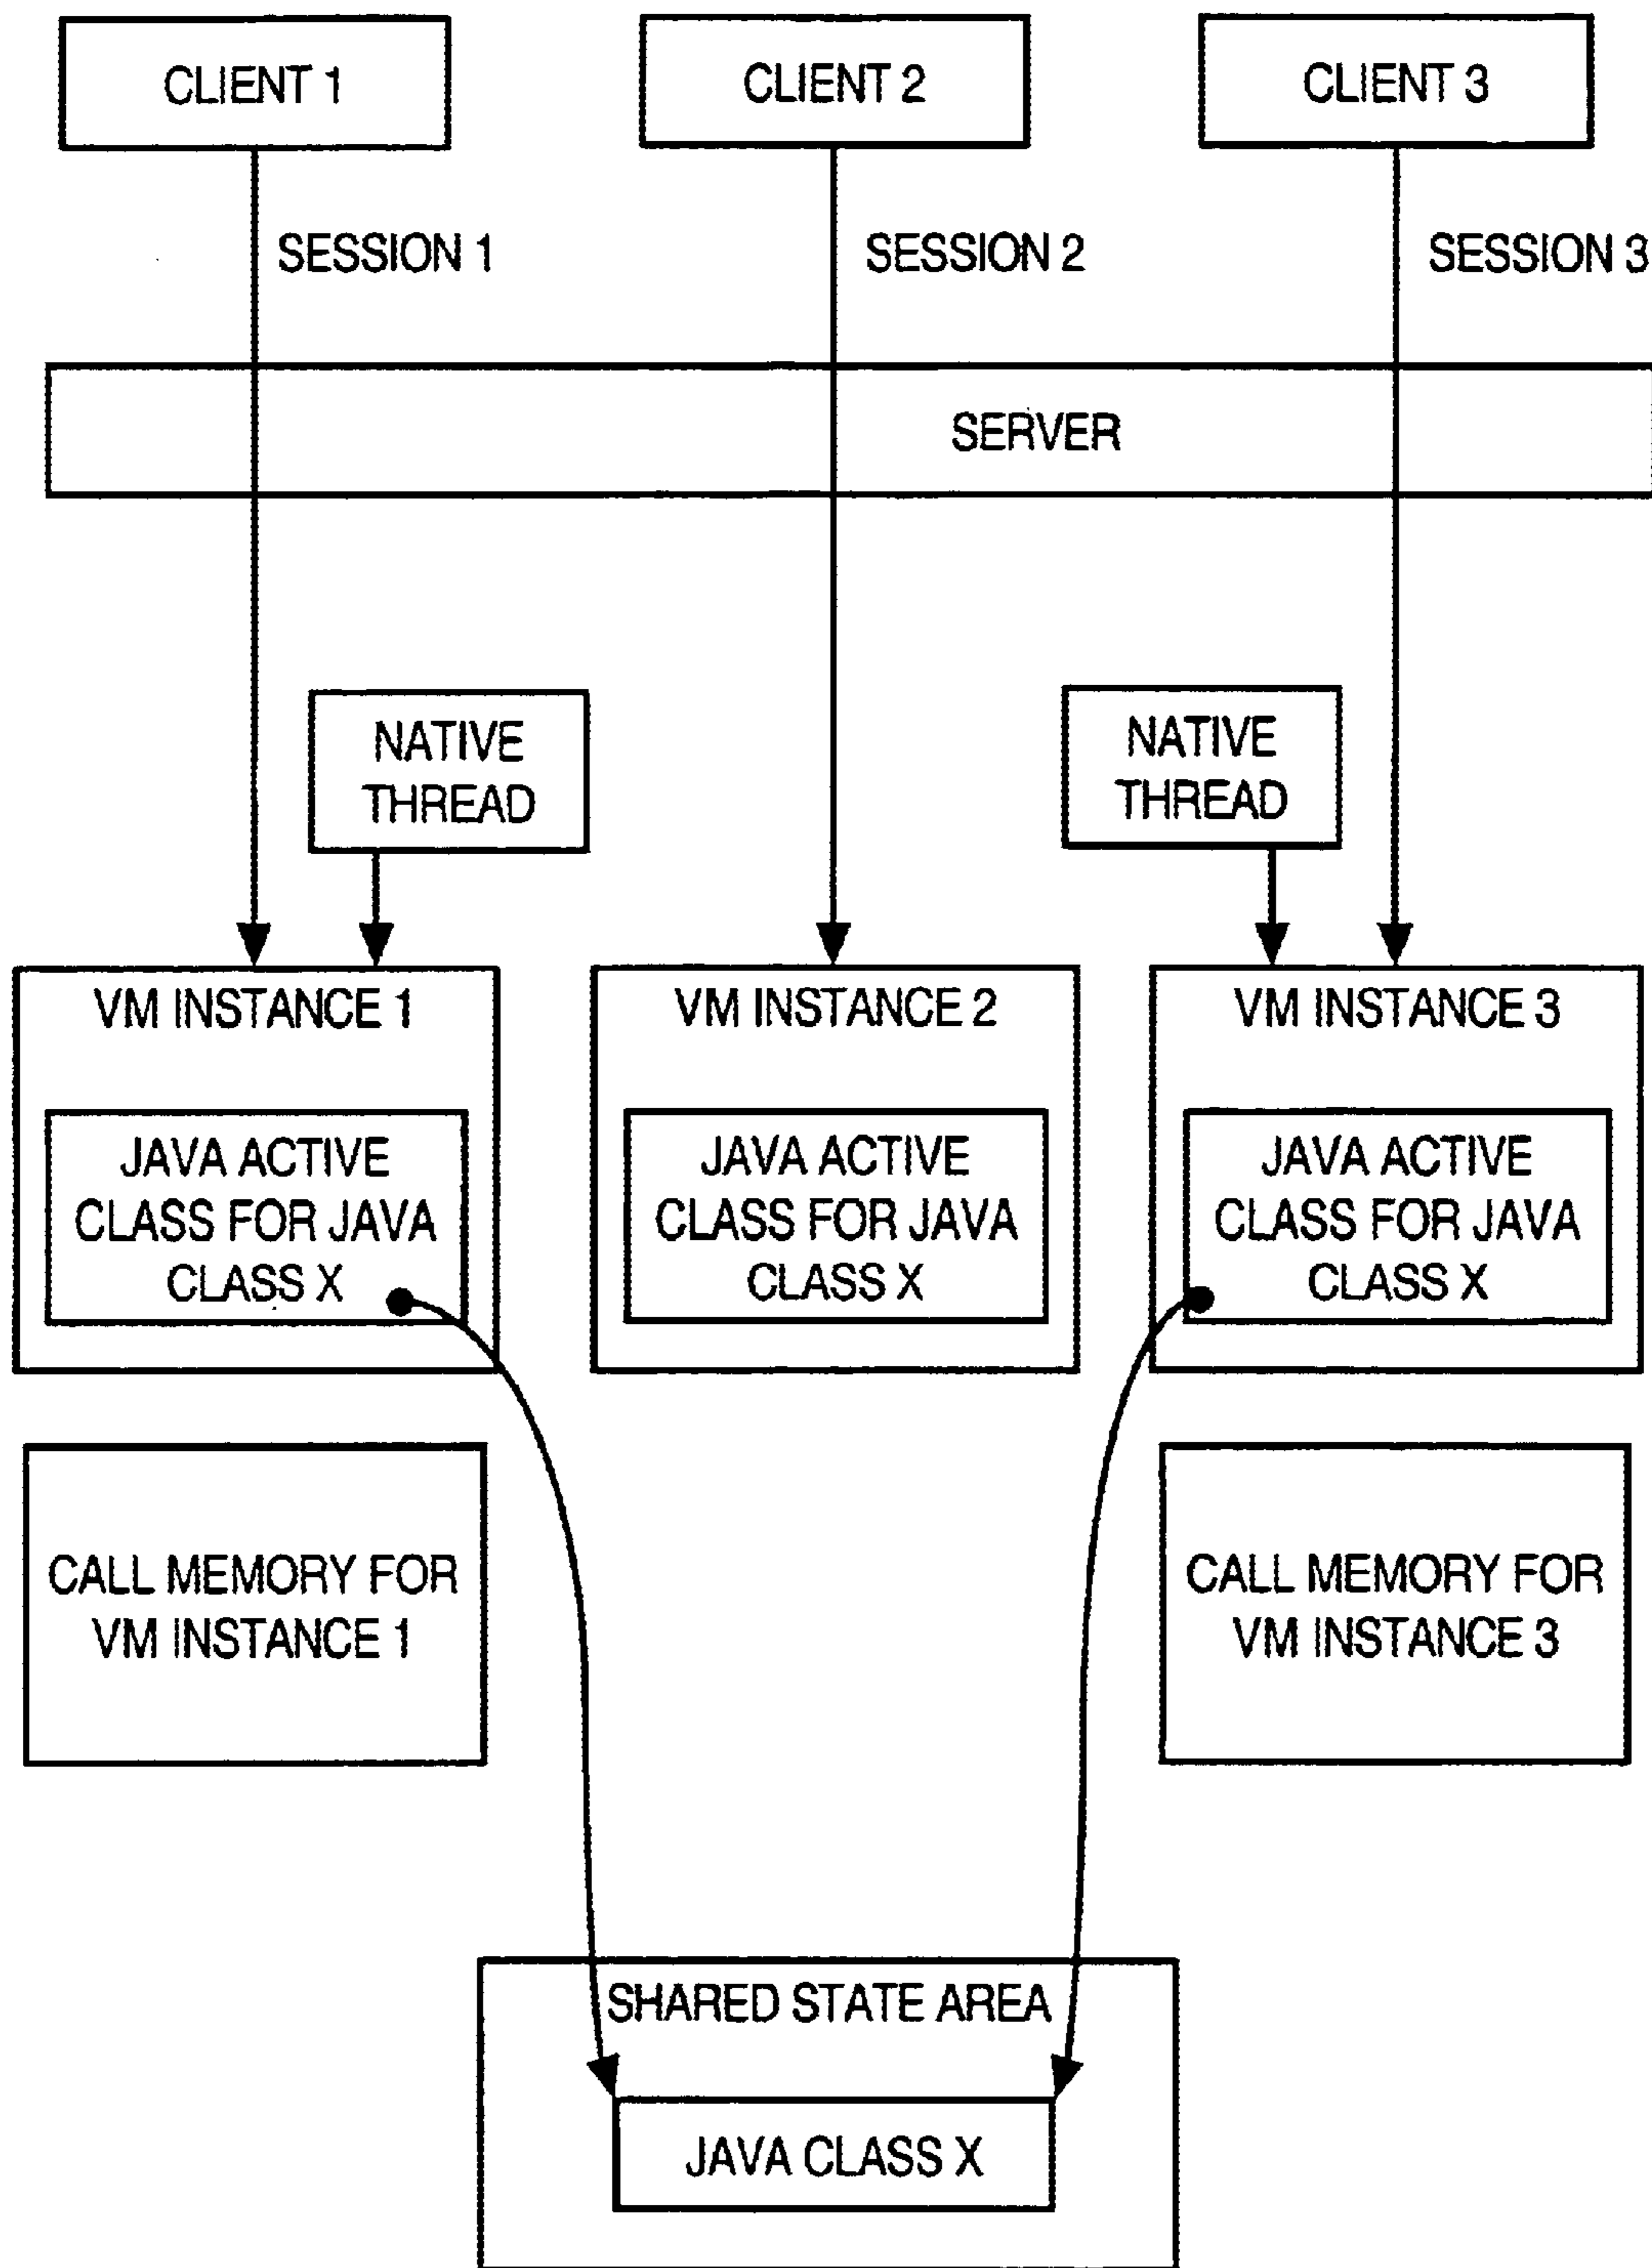 CLIENT 1
CLIENT 2
CLIENT 3
SESSION 1
SESSION 2
SESSION 3
SERVER
NATIVE
THREAD
NATIVE
THREAD
VM INSTANCE 1
JAVA ACTIVE
CLASS FOR JAVA
CLASS X
VM INSTANCE 2
JAVA ACTIVE
CLASS FOR JAVA
CLASS X
VM INSTANCE 3
JAVA ACTIVE
CLASS FOR JAVA
CLASS X
CALL MEMORY FOR
VM INSTANCE 1
CALL MEMORY FOR
VM INSTANCE 3
SHARED STATE AREA
JAVA CLASS X